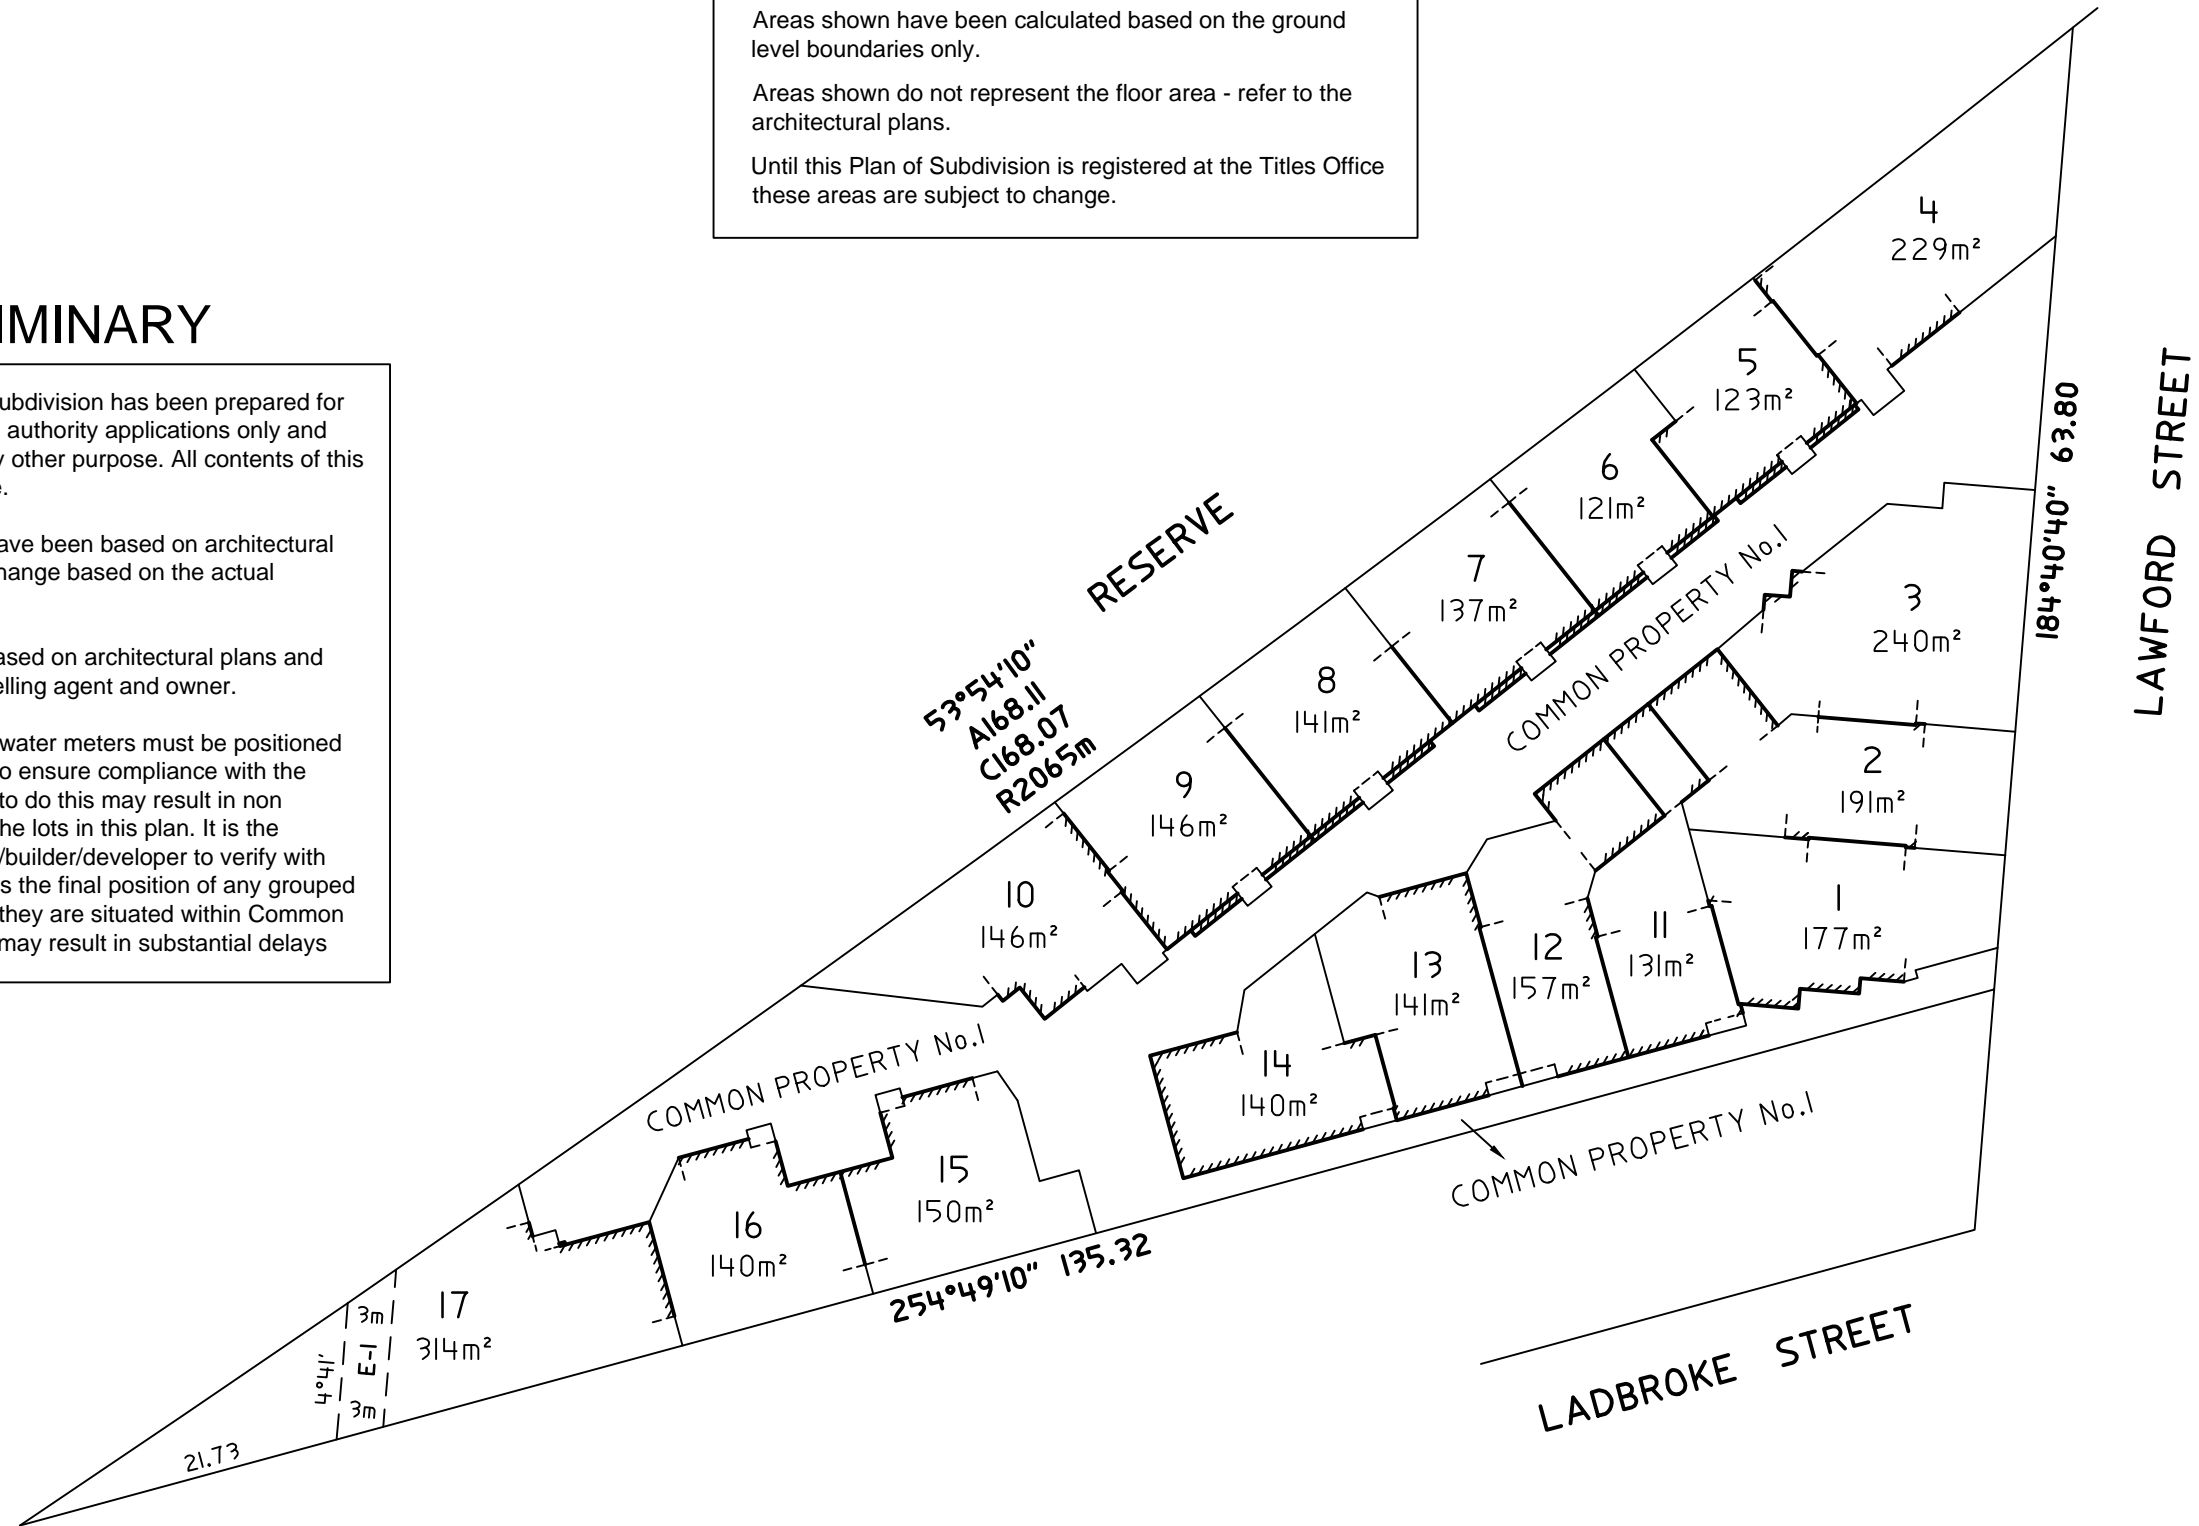 Areas shown have been calculated based on the ground
level boundaries only.
Areas shown do not represent the floor area - refer to the
architectural plans.
Until this Plan of Subdivision is registered at the Titles Office
these areas are subject to change.
IMINARY
ubdivision has been prepared for
authority applications only and
y other purpose. All contents of this
e.
ave been based on architectural
hange based on the actual
ased on architectural plans and
elling agent and owner.
water meters must be positioned
o ensure compliance with the
to do this may result in non
he lots in this plan. It is the
/builder/developer to verify with
s the final position of any grouped
they are situated within Common
may result in substantial delays
4
229m²
5
123m²
6
121m²
7
137m²
8
141m²
9
146m²
10
146m²
RESERVE
53°54'10"
A168.11
C168.07
R2065m
COMMON PROPERTY No.1
3
240m²
2
191m²
1
177m²
184°40'40" 63.80
LAWFORD STREET
11
131m²
12
157m²
13
141m²
14
140m²
COMMON PROPERTY No.1
15
150m²
16
140m²
17
314m²
COMMON PROPERTY No.1
254°49'10" 135.32
3m
E-1
3m
4°41'
21.73
LADBROKE STREET